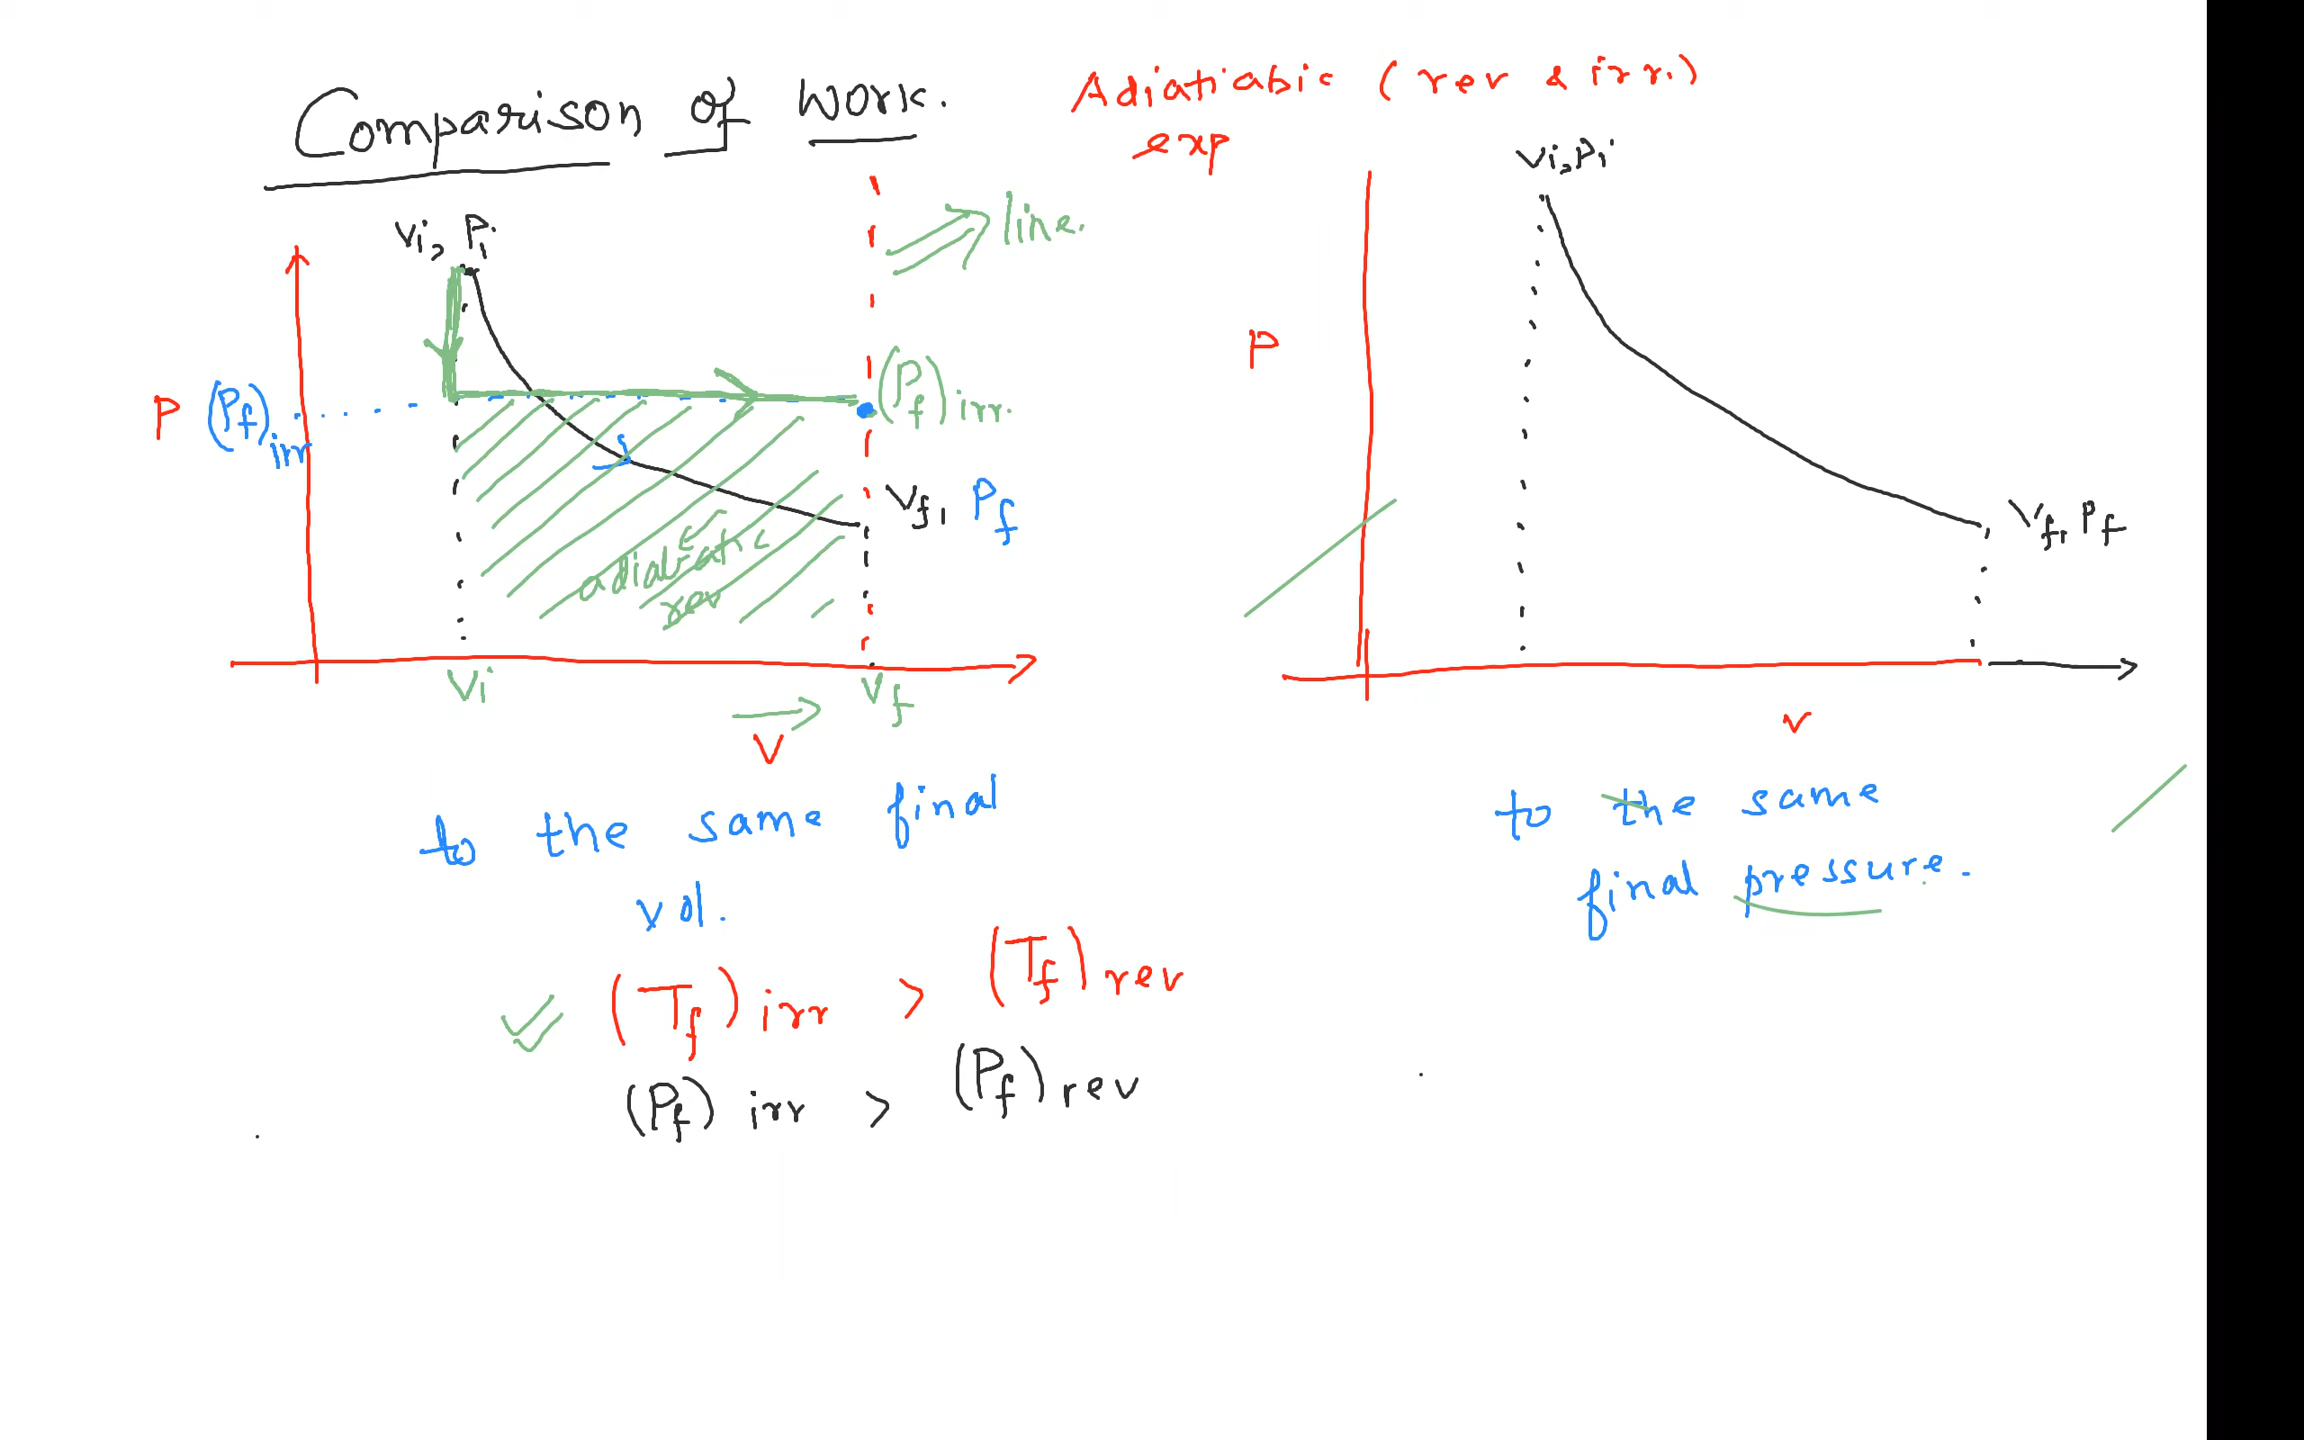 Comparison of work.
Adiatiabic (rev & irr.)
exp
Vi, Pi
line.
P (Pf)irr
(Pf)irr.
Vf, Pf
adiabatic
rev
Vi
Vf
V
to the same final
vol.
(Tf)irr > (Tf)rev
(Pf)irr > (Pf)rev
Vi, Pi
P
Vf, Pf
V
to the same
final pressure.